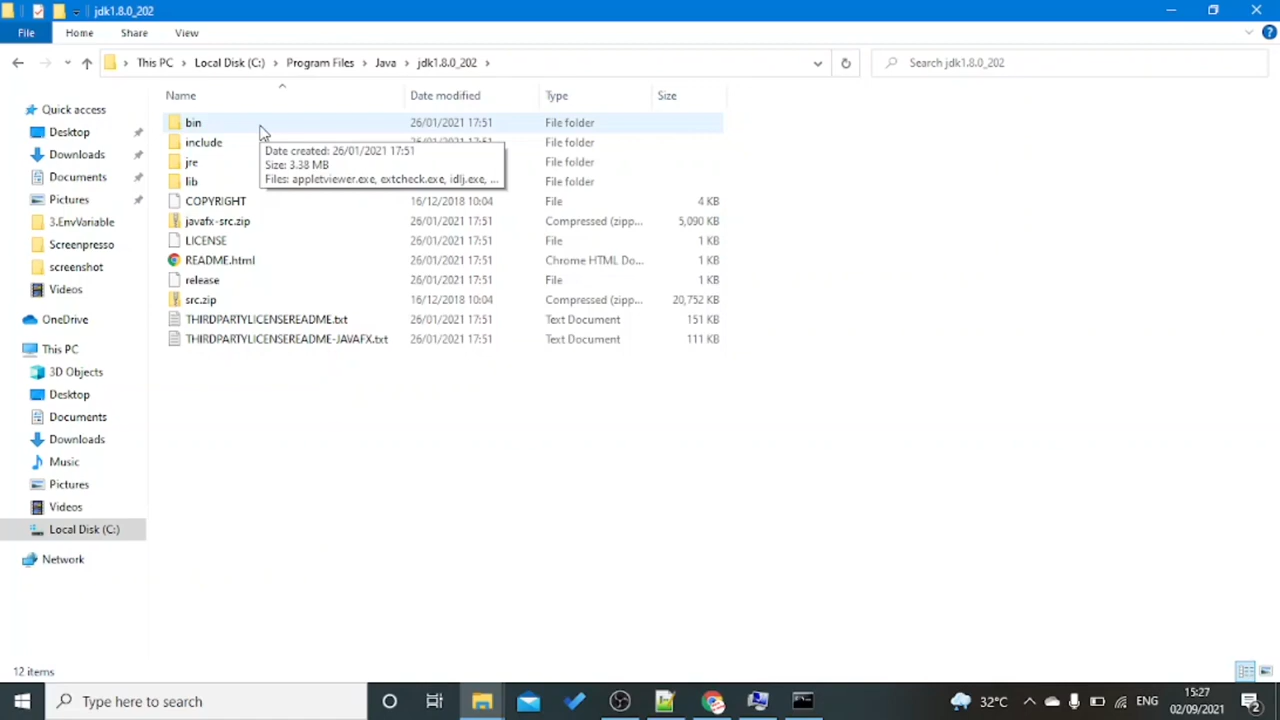 jdk1.8.0_202
File Home Share View
This PC Local Disk (C:) Program Files Java jdk1.8.0_202 Search jdk1.8.0_202
Name Date modified Type Size
Quick access
Desktop
Downloads
Documents
Pictures
3.EnvVariable
Screenpresso
screenshot
Videos
OneDrive
This PC
3D Objects
Desktop
Documents
Downloads
Music
Pictures
Videos
Local Disk (C:)
Network
bin 26/01/2021 17:51 File folder
include 26/01/2021 17:51 File folder
jre File folder
lib File folder
COPYRIGHT 16/12/2018 10:04 File 4 KB
javafx-src.zip 26/01/2021 17:51 Compressed (zipp... 5,090 KB
LICENSE 26/01/2021 17:51 File 1 KB
README.html 26/01/2021 17:51 Chrome HTML Do... 1 KB
release 26/01/2021 17:51 File 1 KB
src.zip 16/12/2018 10:04 Compressed (zipp... 20,752 KB
THIRDPARTYLICENSEREADME.txt 26/01/2021 17:51 Text Document 151 KB
THIRDPARTYLICENSEREADME-JAVAFX.txt 26/01/2021 17:51 Text Document 111 KB
Date created: 26/01/2021 17:51
Size: 3.38 MB
Files: appletviewer.exe, extcheck.exe, idlj.exe, ...
12 items
Type here to search
32°C
ENG
15:27
02/09/2021
2